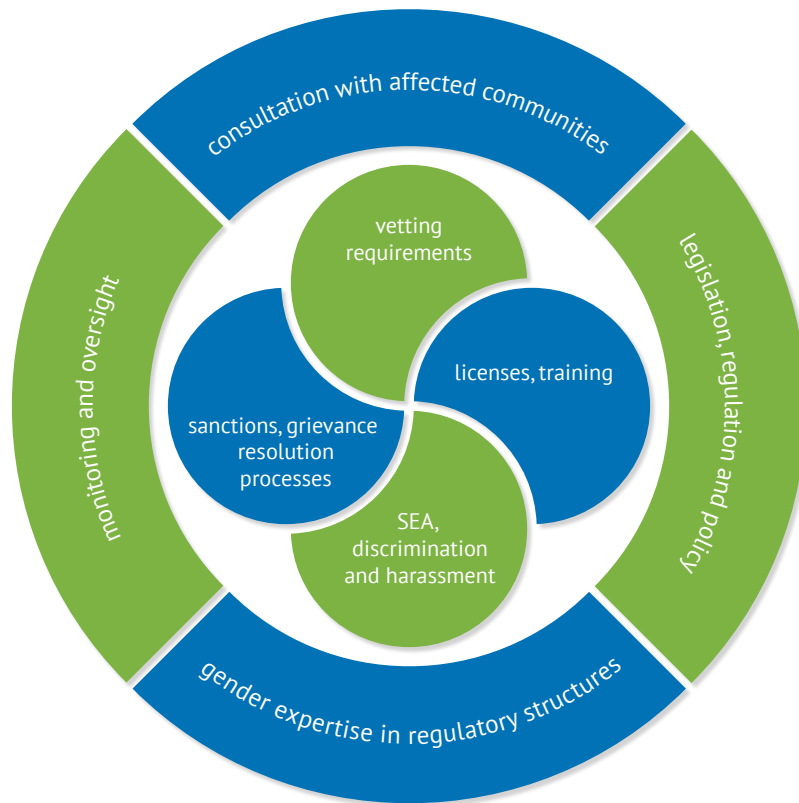 consultation with affected communities
legislation, regulation and policy
gender expertise in regulatory structures
monitoring and oversight
vetting
requirements
licenses, training
SEA,
discrimination
and harassment
sanctions, grievance
resolution
processes